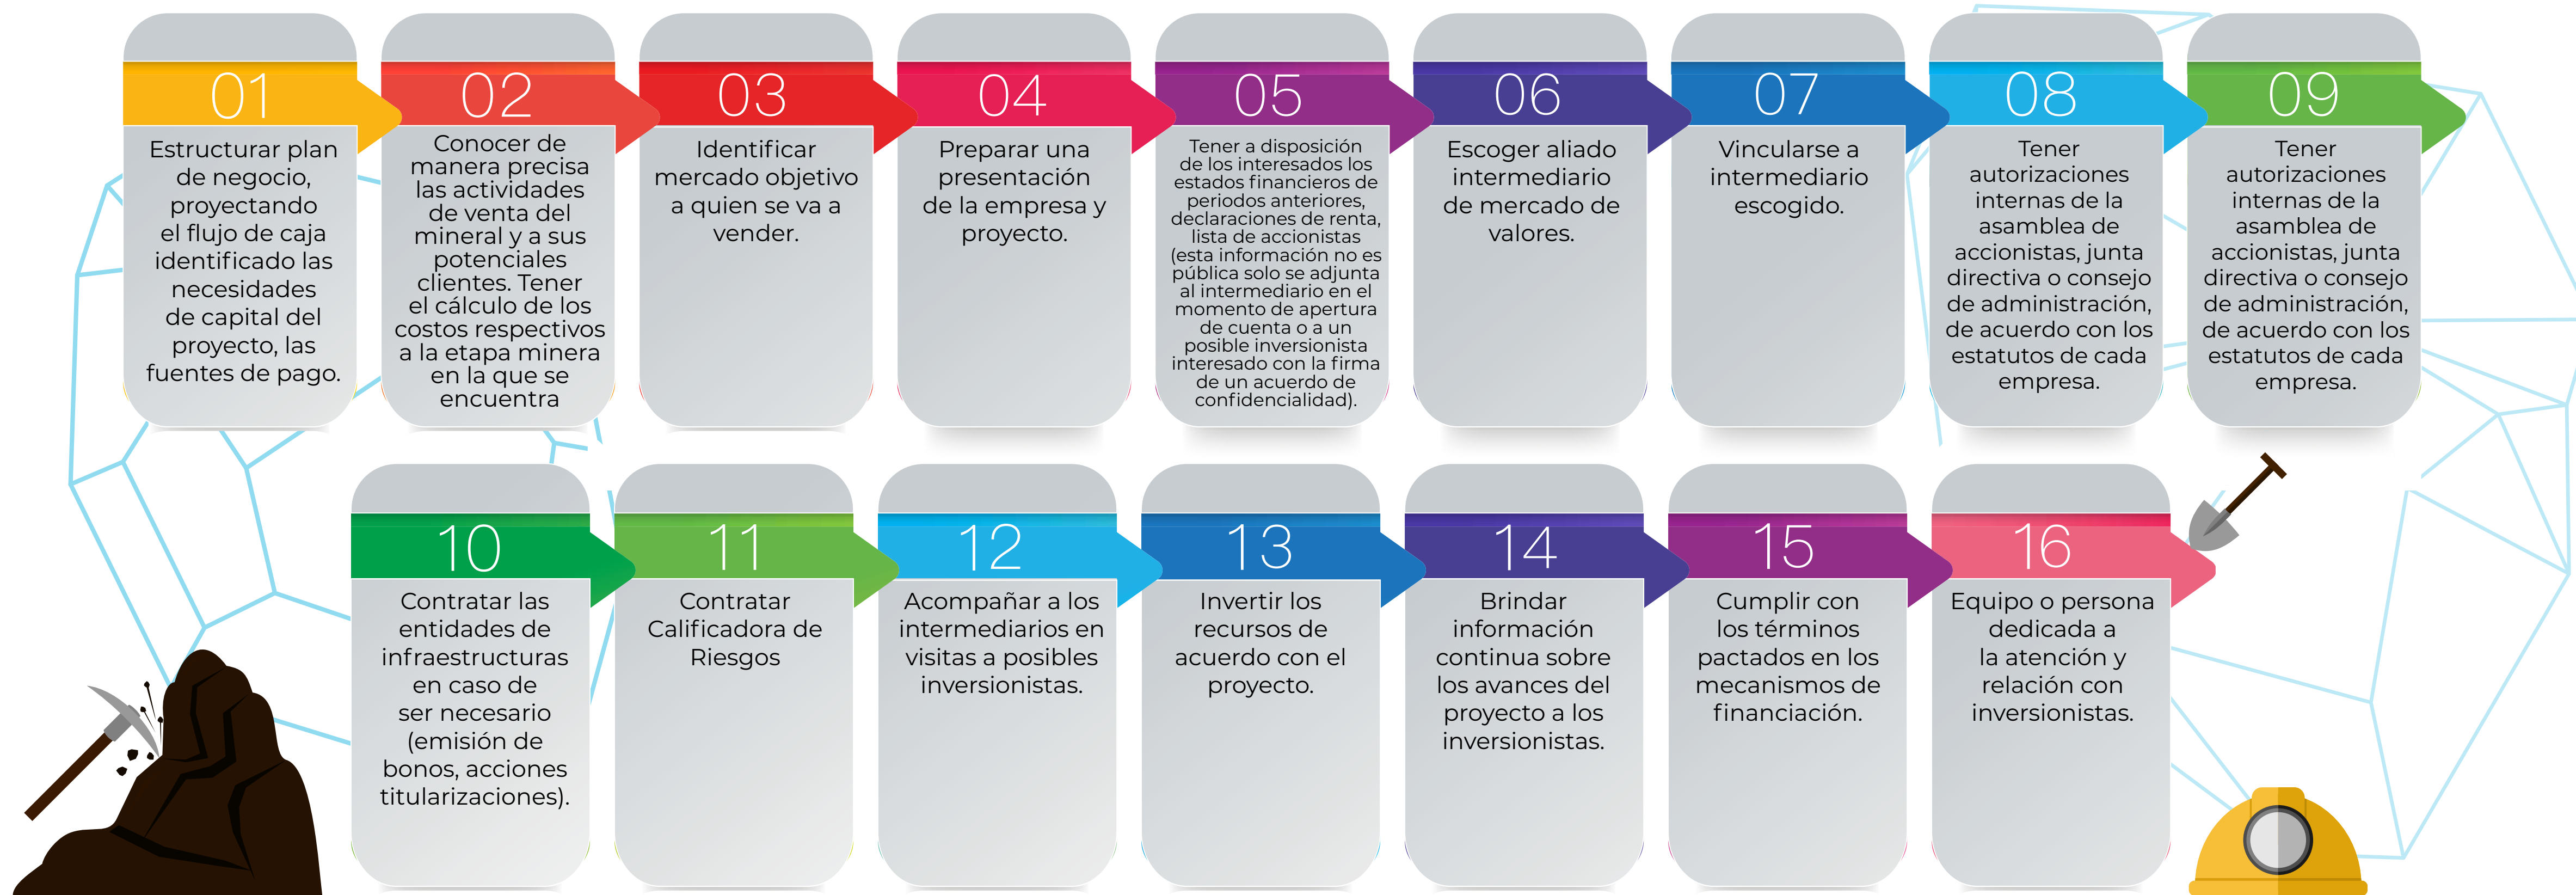 01
Estructurar plan
de negocio,
proyectando
el flujo de caja
identificado las
necesidades
de capital del
proyecto, las
fuentes de pago.
02
Conocer de
manera precisa
las actividades
de venta del
mineral y a sus
potenciales
clientes. Tener
el cálculo de los
costos respectivos
a la etapa minera
en la que se
encuentra
03
Identificar
mercado objetivo
a quien se va a
vender.
04
Preparar una
presentación
de la empresa y
proyecto.
05
Tener a disposición
de los interesados los
estados financieros de
periodos anteriores,
declaraciones de renta,
lista de accionistas
(esta información no es
pública solo se adjunta
al intermediario en el
momento de apertura
de cuenta o a un
posible inversionista
interesado con la firma
de un acuerdo de
confidencialidad).
06
Escoger aliado
intermediario
de mercado de
valores.
07
Vincularse a
intermediario
escogido.
08
Tener
autorizaciones
internas de la
asamblea de
accionistas, junta
directiva o consejo
de administración,
de acuerdo con los
estatutos de cada
empresa.
09
Tener
autorizaciones
internas de la
asamblea de
accionistas, junta
directiva o consejo
de administración,
de acuerdo con los
estatutos de cada
empresa.
10
Contratar las
entidades de
infraestructuras
en caso de
ser necesario
(emisión de
bonos, acciones
titularizaciones).
11
Contratar
Calificadora de
Riesgos
12
Acompañar a los
intermediarios en
visitas a posibles
inversionistas.
13
Invertir los
recursos de
acuerdo con el
proyecto.
14
Brindar
información
continua sobre
los avances del
proyecto a los
inversionistas.
15
Cumplir con
los términos
pactados en los
mecanismos de
financiación.
16
Equipo o persona
dedicada a
la atención y
relación con
inversionistas.